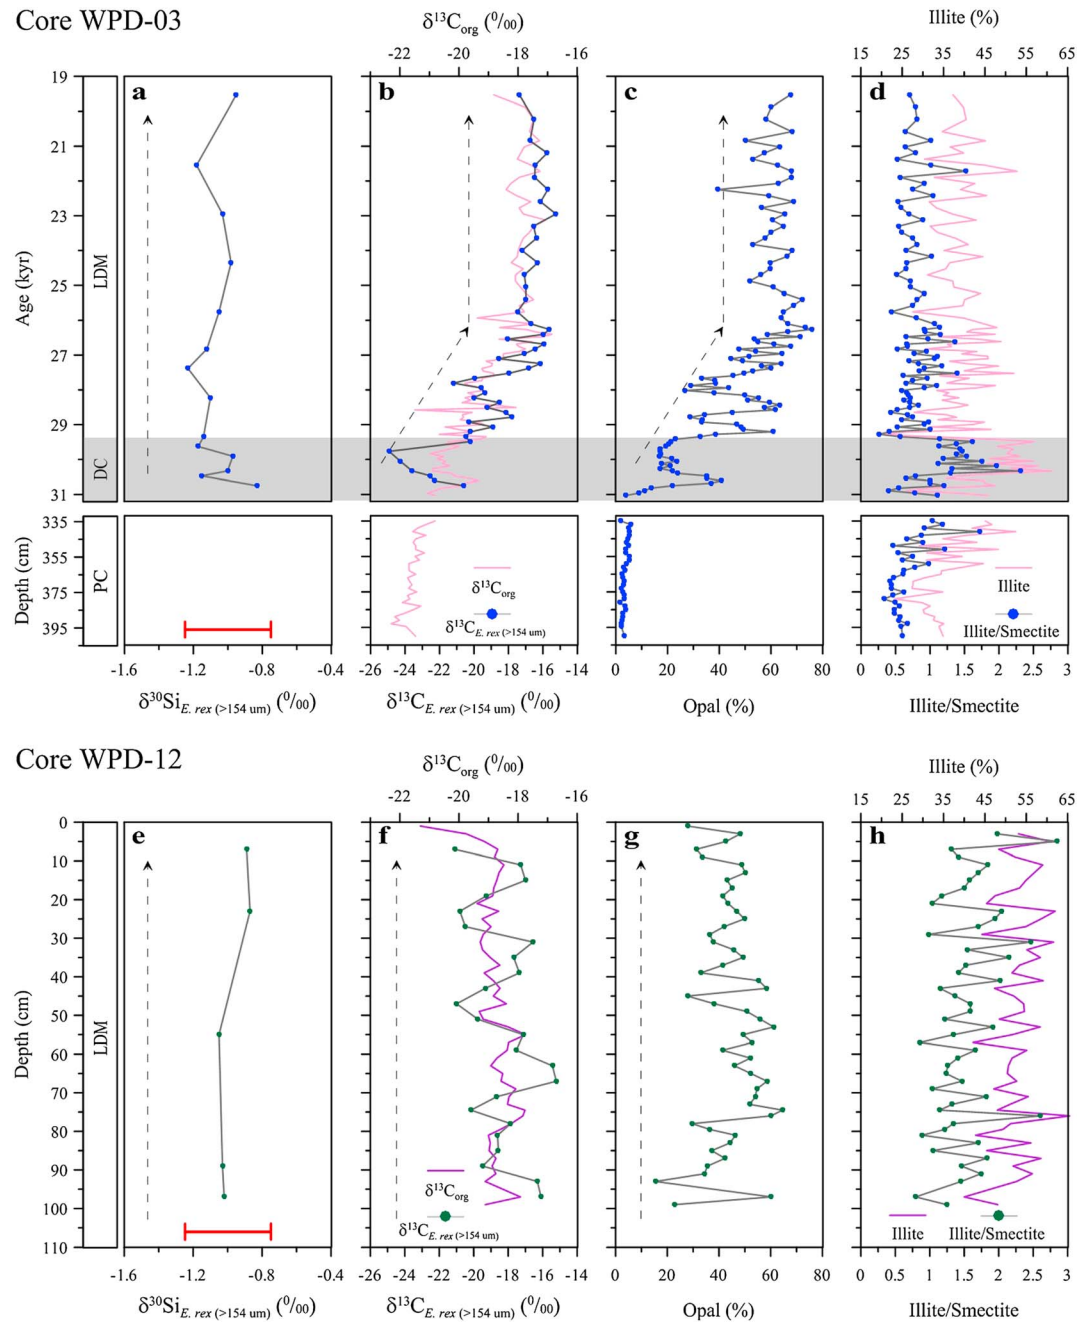 Core WPD-03
δ¹³Corg (⁰/₀₀)
Illite (%)
-22 -20 -18 -16
15 25 35 45 55 65
a
b
c
d
19
21
23
25
27
29
31
Age (kyr)
LDM
DC
335
355
375
395
Depth (cm)
PC
δ¹³Corg
δ¹³CE. rex (>154 um)
Illite
Illite/Smectite
-1.6 -1.2 -0.8 -0.4
-26 -24 -22 -20 -18 -16 -14
0 20 40 60 80
0 0.5 1 1.5 2 2.5 3
δ³⁰SiE. rex (>154 um) (⁰/₀₀)
δ¹³CE. rex (>154 um) (⁰/₀₀)
Opal (%)
Illite/Smectite
Core WPD-12
δ¹³Corg (⁰/₀₀)
Illite (%)
-22 -20 -18 -16
15 25 35 45 55 65
e
f
g
h
0
10
20
30
40
50
60
70
80
90
100
110
Depth (cm)
LDM
δ¹³Corg
δ¹³CE. rex (>154 um)
Illite
Illite/Smectite
-1.6 -1.2 -0.8 -0.4
-26 -24 -22 -20 -18 -16 -14
0 20 40 60 80
0 0.5 1 1.5 2 2.5 3
δ³⁰SiE. rex (>154 um) (⁰/₀₀)
δ¹³CE. rex (>154 um) (⁰/₀₀)
Opal (%)
Illite/Smectite